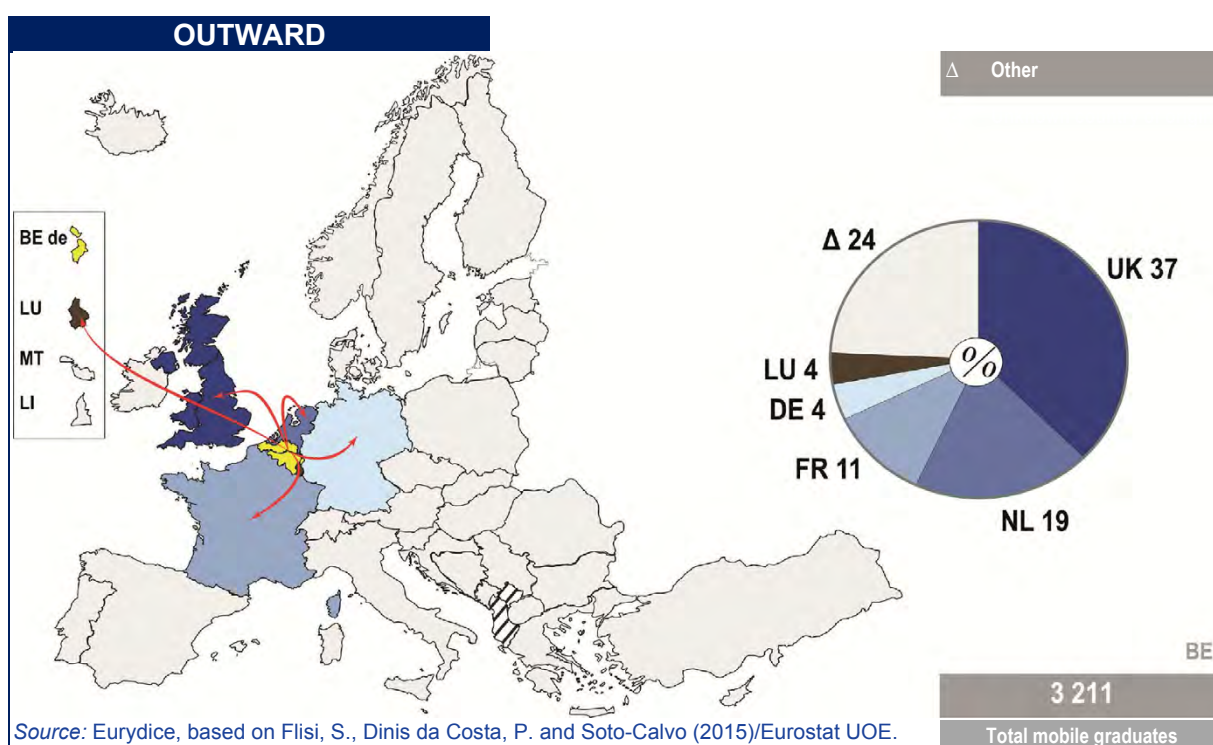 OUTWARD
Δ Other
BE de
LU
MT
LI
Δ 24
UK 37
LU 4
DE 4
FR 11
NL 19
%
BE
3 211
Total mobile graduates
Source: Eurydice, based on Flisi, S., Dinis da Costa, P. and Soto-Calvo (2015)/Eurostat UOE.